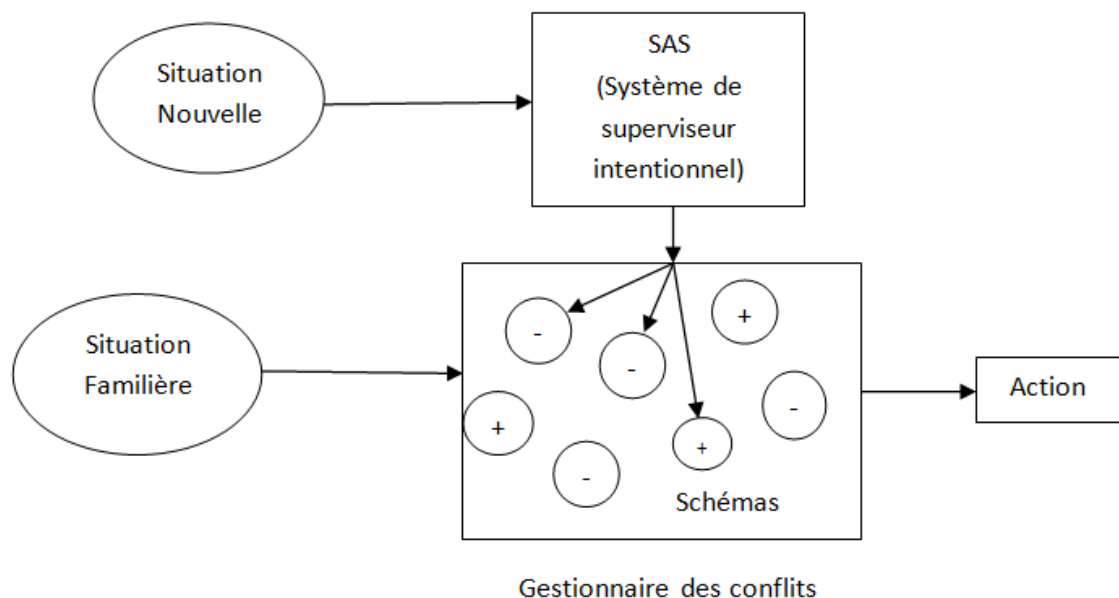 Situation
Nouvelle
SAS
(Système de
superviseur
intentionnel)
Situation
Familière
-
-
+
+
-
-
+
Schémas
Action
Gestionnaire des conflits